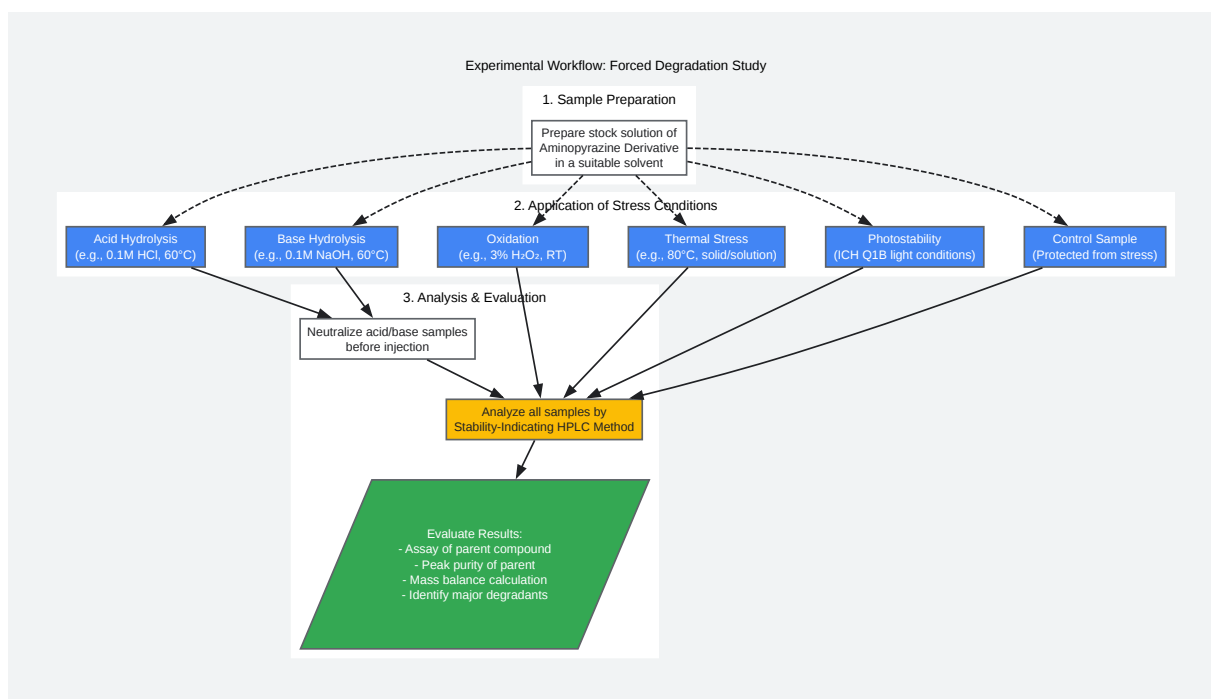 Experimental Workflow: Forced Degradation Study
1. Sample Preparation
Prepare stock solution of
Aminopyrazine Derivative
in a suitable solvent
2. Application of Stress Conditions
Acid Hydrolysis
(e.g., 0.1M HCl, 60°C)
Base Hydrolysis
(e.g., 0.1M NaOH, 60°C)
Oxidation
(e.g., 3% H₂O₂, RT)
Thermal Stress
(e.g., 80°C, solid/solution)
Photostability
(ICH Q1B light conditions)
Control Sample
(Protected from stress)
3. Analysis & Evaluation
Neutralize acid/base samples
before injection
Analyze all samples by
Stability-Indicating HPLC Method
Evaluate Results:
- Assay of parent compound
- Peak purity of parent
- Mass balance calculation
- Identify major degradants